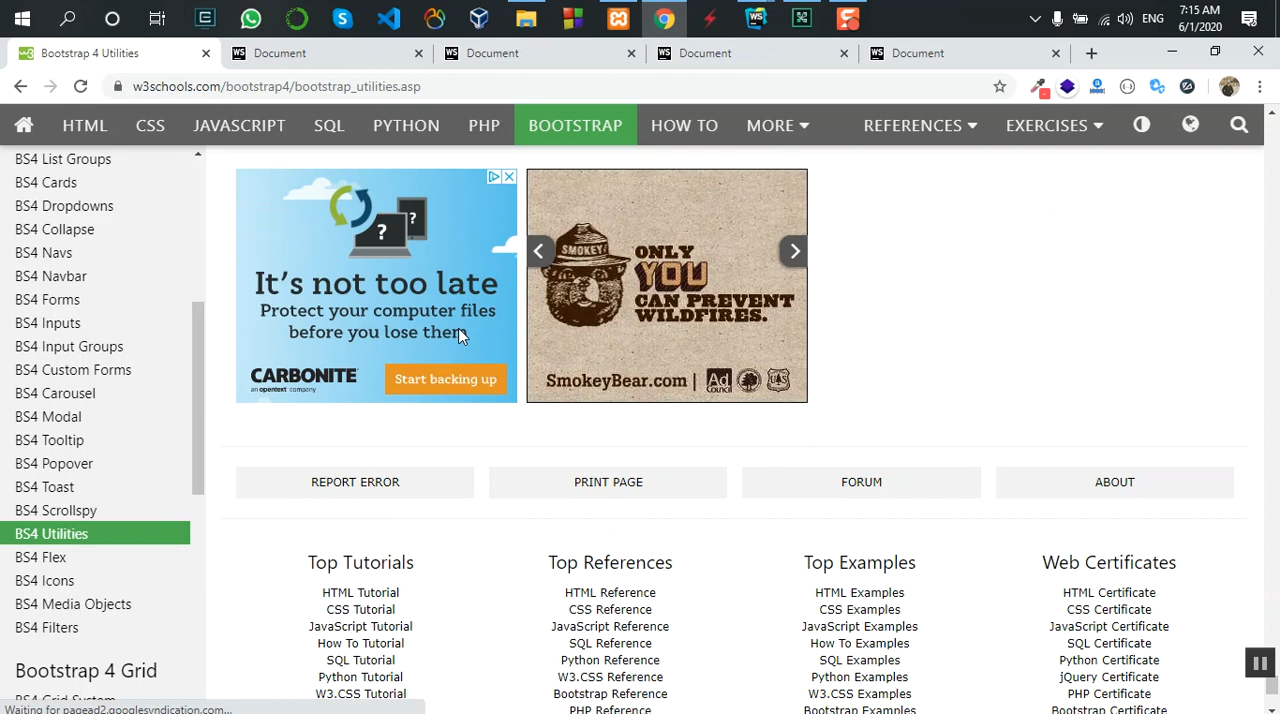 7:15 AM
ENG
6/1/2020
Bootstrap 4 Utilities
Document
Document
Document
Document
w3schools.com/bootstrap4/bootstrap_utilities.asp
HTML CSS JAVASCRIPT SQL PYTHON PHP BOOTSTRAP HOW TO MORE REFERENCES EXERCISES
BS4 List Groups
BS4 Cards
BS4 Dropdowns
BS4 Collapse
BS4 Navs
BS4 Navbar
BS4 Forms
BS4 Inputs
BS4 Input Groups
BS4 Custom Forms
BS4 Carousel
BS4 Modal
BS4 Tooltip
BS4 Popover
BS4 Toast
BS4 Scrollspy
BS4 Utilities
BS4 Flex
BS4 Icons
BS4 Media Objects
BS4 Filters
Bootstrap 4 Grid
BS4 Grid System
? ?
It's not too late
Protect your computer files
before you lose them
CARBONITE
an opentext company
Start backing up
SMOKEY
ONLY
YOU
CAN PREVENT
WILDFIRES.
SmokeyBear.com | Ad
COUNCIL
REPORT ERROR PRINT PAGE FORUM ABOUT
Top Tutorials
HTML Tutorial
CSS Tutorial
JavaScript Tutorial
How To Tutorial
SQL Tutorial
Python Tutorial
W3.CSS Tutorial
Top References
HTML Reference
CSS Reference
JavaScript Reference
SQL Reference
Python Reference
W3.CSS Reference
Bootstrap Reference
PHP Reference
Top Examples
HTML Examples
CSS Examples
JavaScript Examples
How To Examples
SQL Examples
Python Examples
W3.CSS Examples
Bootstrap Examples
Web Certificates
HTML Certificate
CSS Certificate
JavaScript Certificate
SQL Certificate
Python Certificate
jQuery Certificate
PHP Certificate
Bootstrap Certificate
Waiting for pagead2.googlesyndication.com...